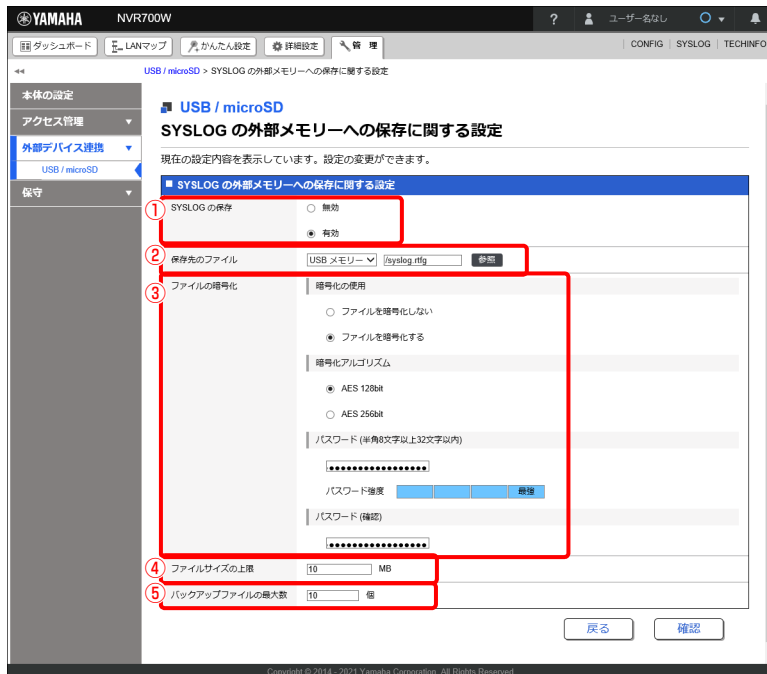 YAMAHA NVR700W ? ユーザー名なし
ダッシュボード LANマップ かんたん設定 詳細設定 管 理 CONFIG SYSLOG TECHINFO
USB / microSD > SYSLOG の外部メモリーへの保存に関する設定
本体の設定
アクセス管理
外部デバイス連携
USB / microSD
保守
USB / microSD
SYSLOG の外部メモリーへの保存に関する設定
現在の設定内容を表示しています。設定の変更ができます。
SYSLOG の外部メモリーへの保存に関する設定
① SYSLOG の保存 無効
有効
② 保存先のファイル USB メモリー /syslog.rtfg 参照
③ ファイルの暗号化 暗号化の使用
ファイルを暗号化しない
ファイルを暗号化する
暗号化アルゴリズム
AES 128bit
AES 256bit
パスワード (半角8文字以上32文字以内)
•••••••••••••••••
パスワード強度 最強
パスワード (確認)
•••••••••••••••••
④ ファイルサイズの上限 10 MB
⑤ バックアップファイルの最大数 10 個
戻る 確認
Copyright © 2014 - 2021 Yamaha Corporation. All Rights Reserved.